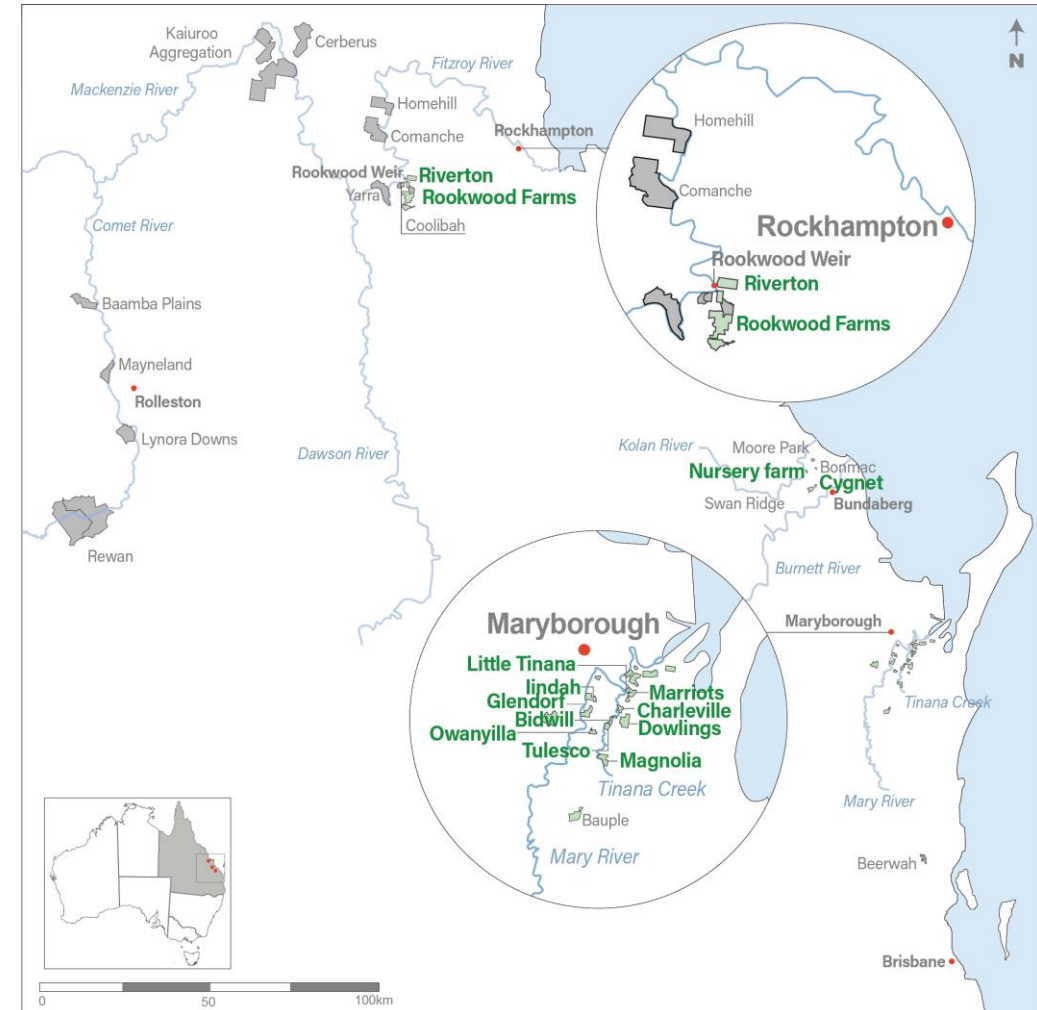 Kaiuroo
Aggregation
Cerberus
N
Mackenzie River
Fitzroy River
Homehill
Comanche
Rockhampton
Rookwood Weir
Yarra
Riverton
Rookwood Farms
Coolibah
Homehill
Comanche
Rockhampton
Rookwood Weir
Riverton
Rookwood Farms
Comet River
Baamba Plains
Mayneland
Rolleston
Lynora Downs
Dawson River
Rewan
Kolan River
Moore Park
Nursery farm
Bonmac
Cygnet
Swan Ridge
Bundaberg
Burnett River
Maryborough
Tinana Creek
Mary River
Beerwah
Brisbane
Maryborough
Little Tinana
Iindah
Glendorf
Bidwill
Owanyilla
Tulesco
Marriots
Charleville
Dowlings
Magnolia
Tinana Creek
Bauple
Mary River
0
50
100km